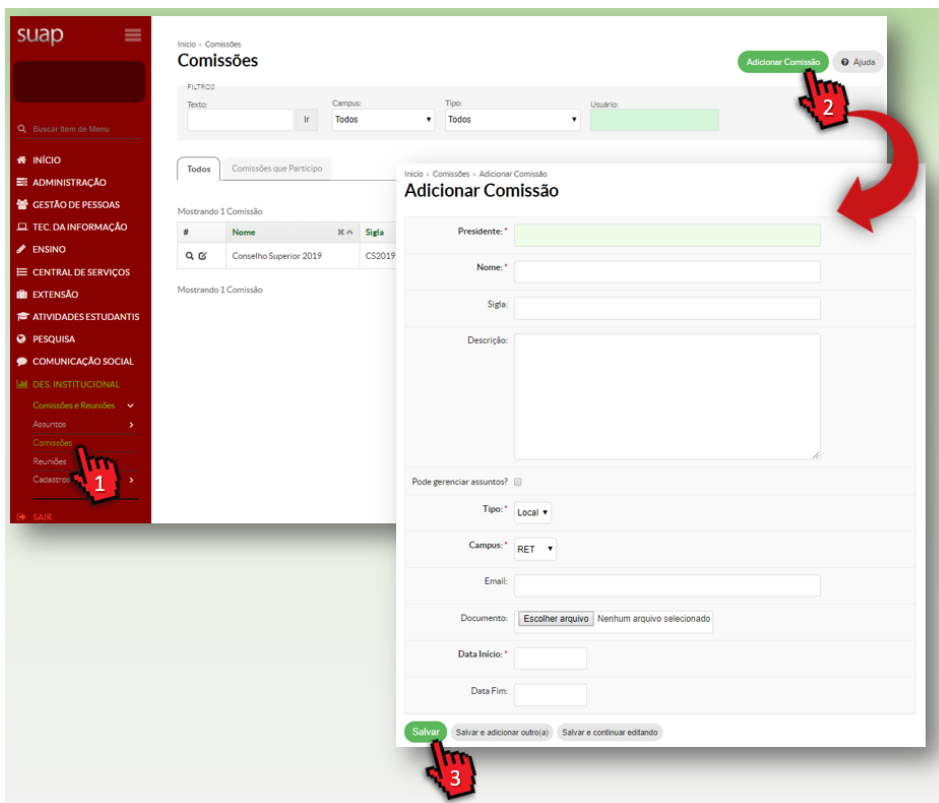 suap
Buscar Item de Menu
INÍCIO
ADMINISTRAÇÃO
GESTÃO DE PESSOAS
TEC. DA INFORMAÇÃO
ENSINO
CENTRAL DE SERVIÇOS
EXTENSÃO
ATIVIDADES ESTUDANTIS
PESQUISA
COMUNICAÇÃO SOCIAL
DES. INSTITUCIONAL
Comissões e Reuniões
Assuntos
Comissões
Reuniões
Cadastros
1
SAIR
Início › Comissões
Comissões
Adicionar Comissão
Ajuda
2
FILTROS
Texto: Campus: Tipo: Usuário:
Ir Todos Todos
Todos Comissões que Participo
Mostrando 1 Comissão
# Nome Sigla
Conselho Superior 2019 CS2019
Mostrando 1 Comissão
Início › Comissões › Adicionar Comissão
Adicionar Comissão
Presidente: *
Nome: *
Sigla:
Descrição:
Pode gerenciar assuntos?
Tipo: * Local
Campus: * RET
Email:
Documento: Escolher arquivo Nenhum arquivo selecionado
Data Início: *
Data Fim:
Salvar Salvar e adicionar outro(a) Salvar e continuar editando
3